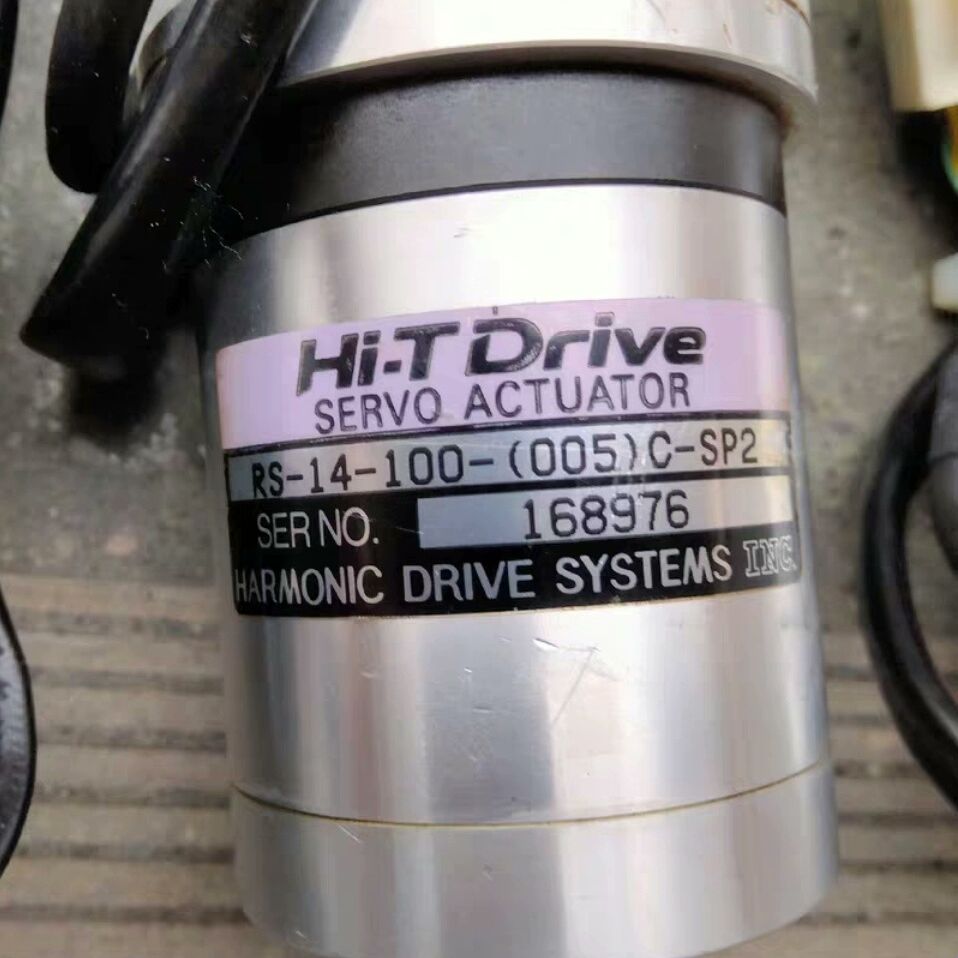 Hi-T Drive
SERVO ACTUATOR
RS-14-100-(005)C-SP2
SER NO. 168976
HARMONIC DRIVE SYSTEMS INC.